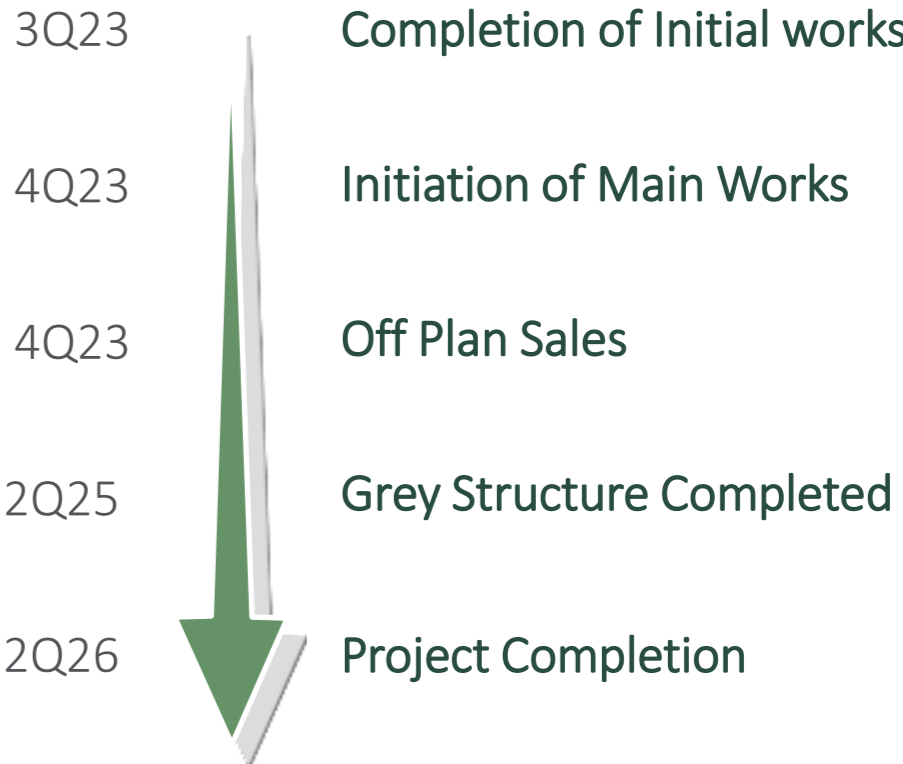 3Q23 Completion of Initial works
4Q23 Initiation of Main Works
4Q23 Off Plan Sales
2Q25 Grey Structure Completed
2Q26 Project Completion